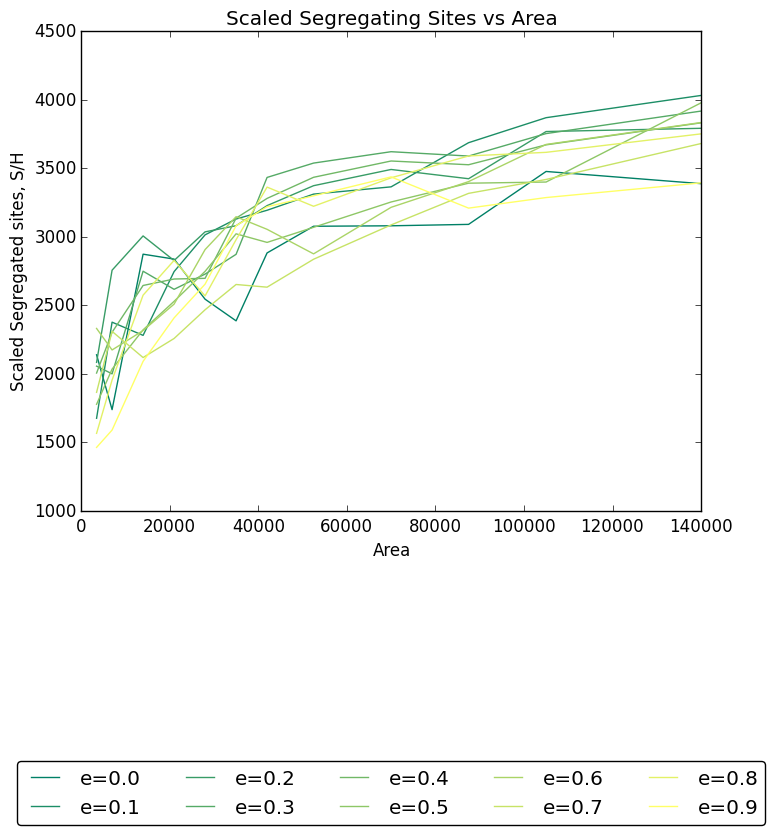 Scaled Segregating Sites vs Area
4500
4000
3500
3000
2500
2000
1500
1000
Scaled Segregated sites, S/H
0 20000 40000 60000 80000 100000 120000 140000
Area
e=0.0 e=0.2 e=0.4 e=0.6 e=0.8
e=0.1 e=0.3 e=0.5 e=0.7 e=0.9